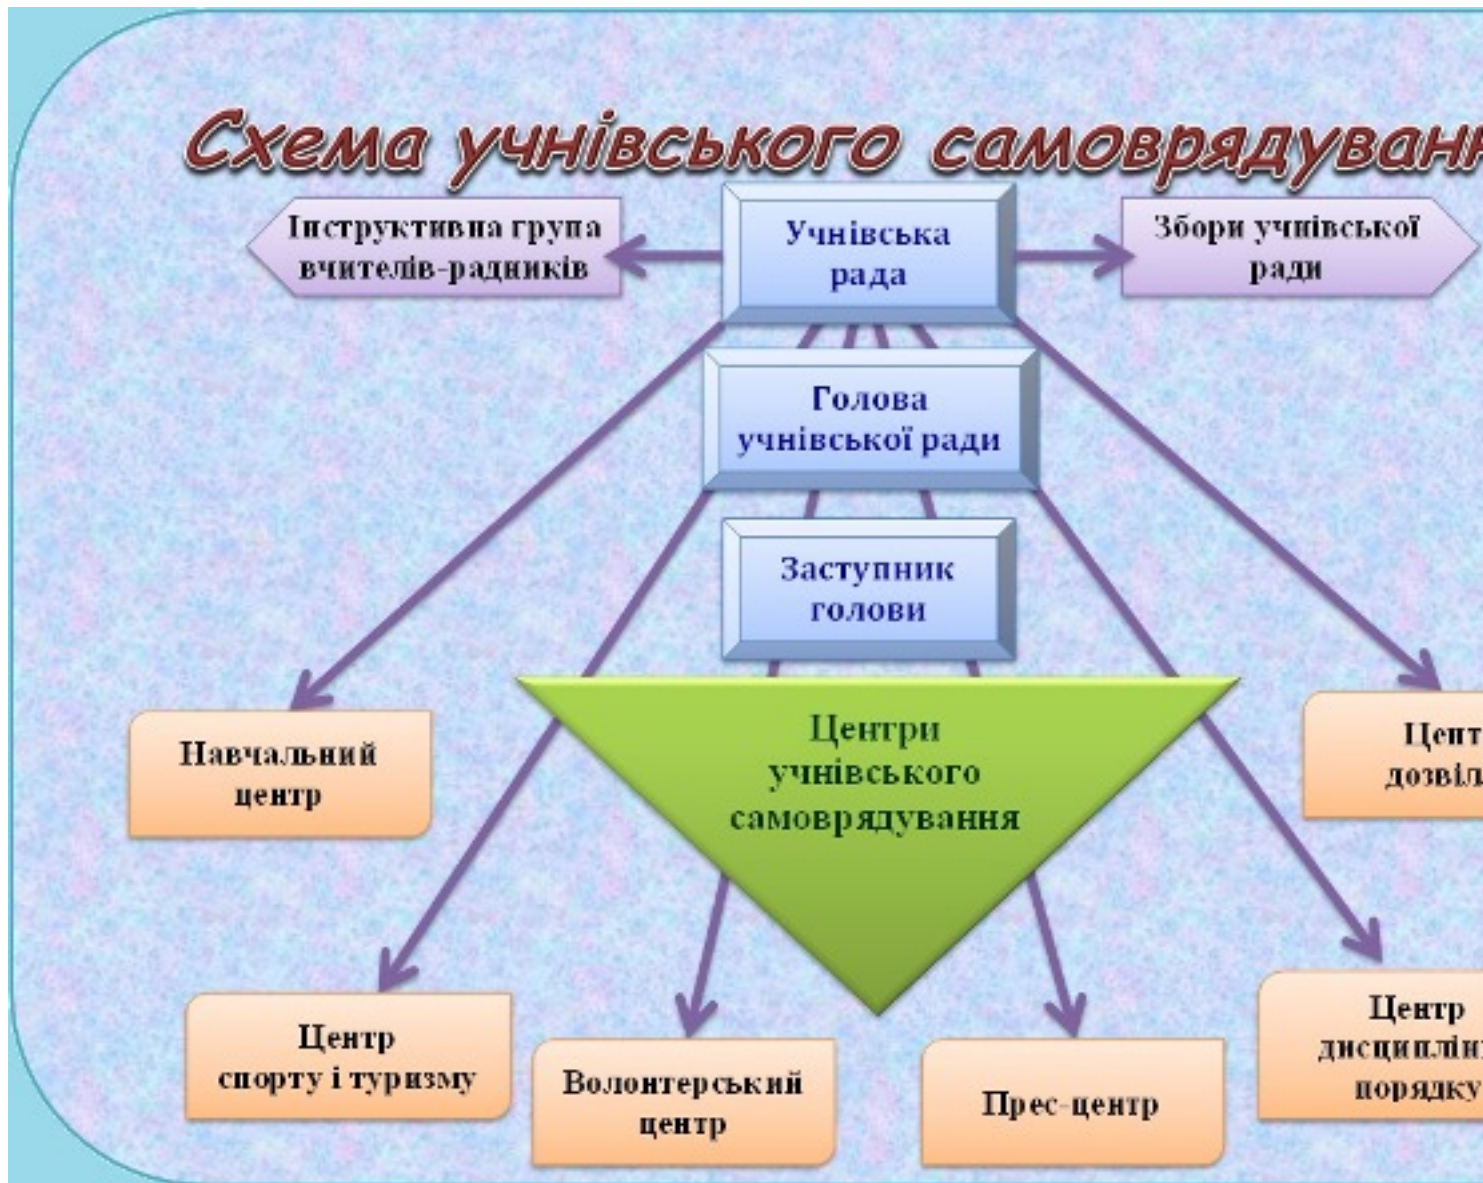 Схема учнівського самоврядуван
Інструктивна група
вчителів-радників
Учнівська
рада
Збори учнівської
ради
Голова
учнівської ради
Заступник
голови
Центри
учнівського
самоврядування
Навчальний
центр
Цент
дозвіл
Центр
спорту і туризму
Волонтерський
центр
Прес-центр
Центр
дисциплін
порядку